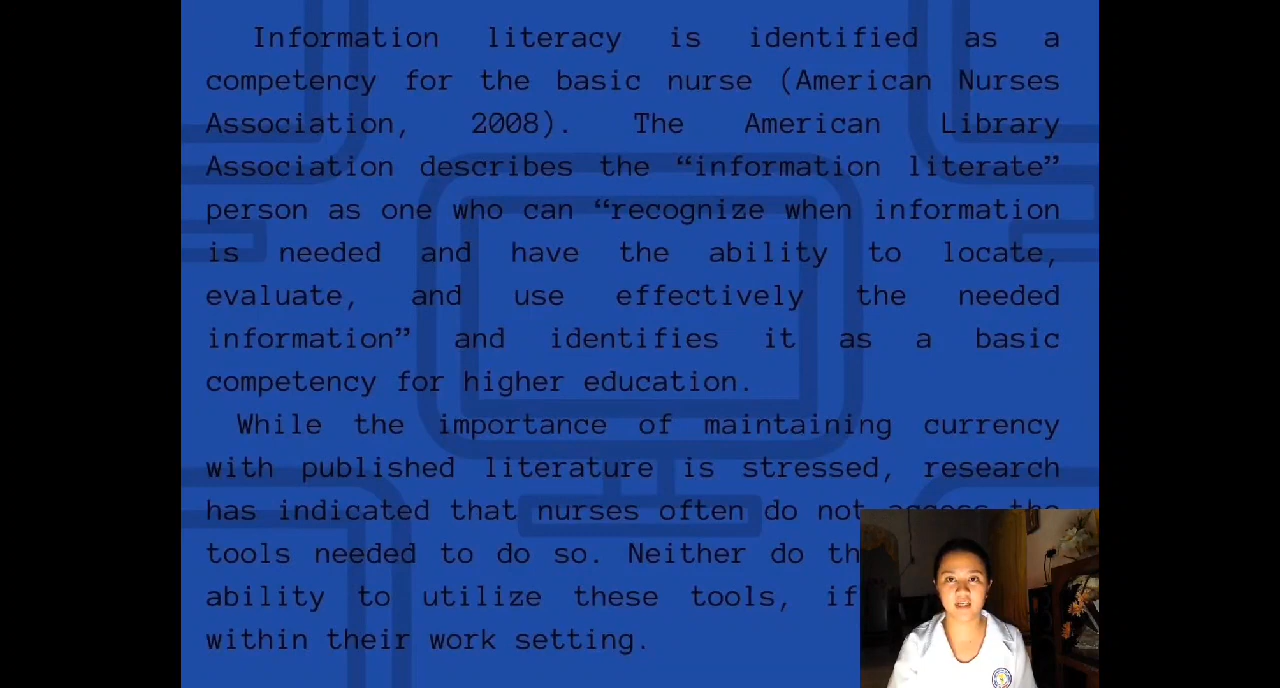 Information literacy is identified as a
competency for the basic nurse (American Nurses
Association, 2008). The American Library
Association describes the “information literate”
person as one who can “recognize when information
is needed and have the ability to locate,
evaluate, and use effectively the needed
information” and identifies it as a basic
competency for higher education.
While the importance of maintaining currency
with published literature is stressed, research
has indicated that nurses often do not access the
tools needed to do so. Neither do
ability to utilize these tools, if
within their work setting.